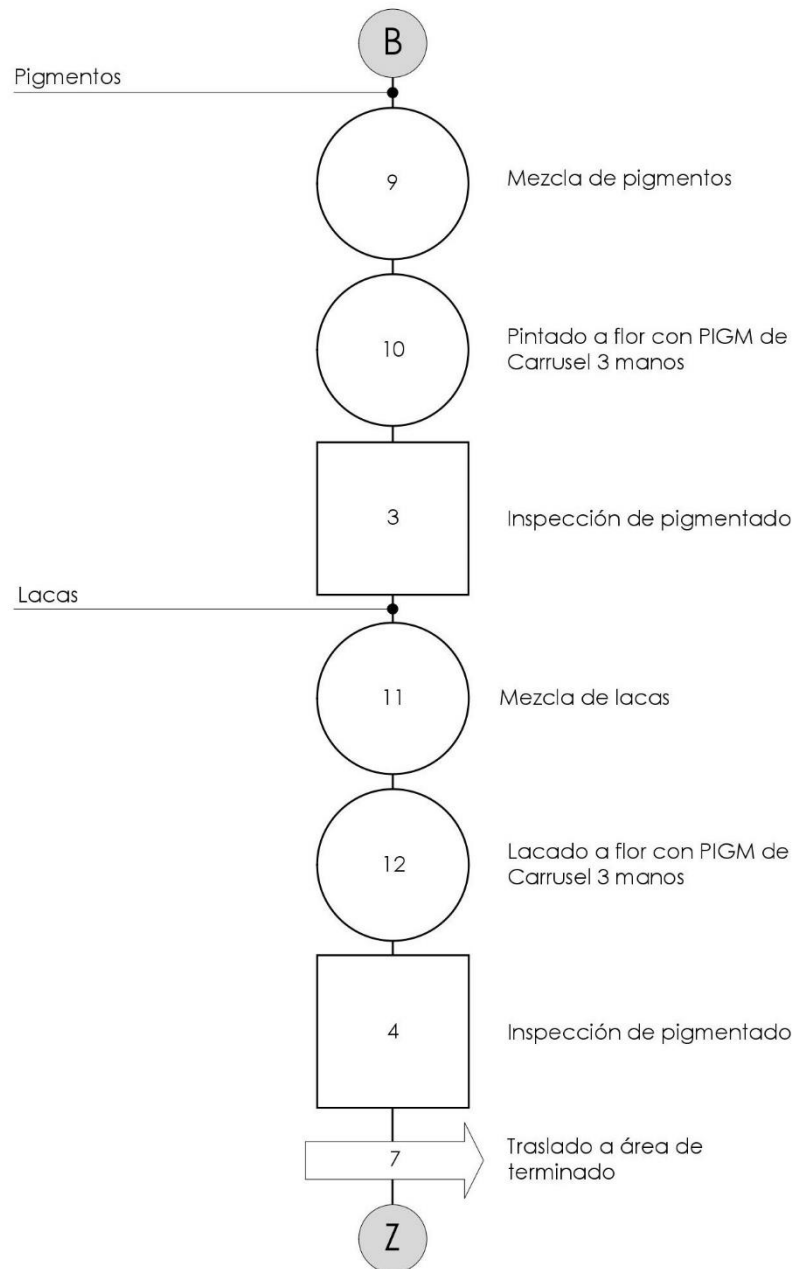 B
Pigmentos
9
Mezcla de pigmentos
10
Pintado a flor con PIGM de
Carrusel 3 manos
3
Inspección de pigmentado
Lacas
11
Mezcla de lacas
12
Lacado a flor con PIGM de
Carrusel 3 manos
4
Inspección de pigmentado
7
Traslado a área de
terminado
Z